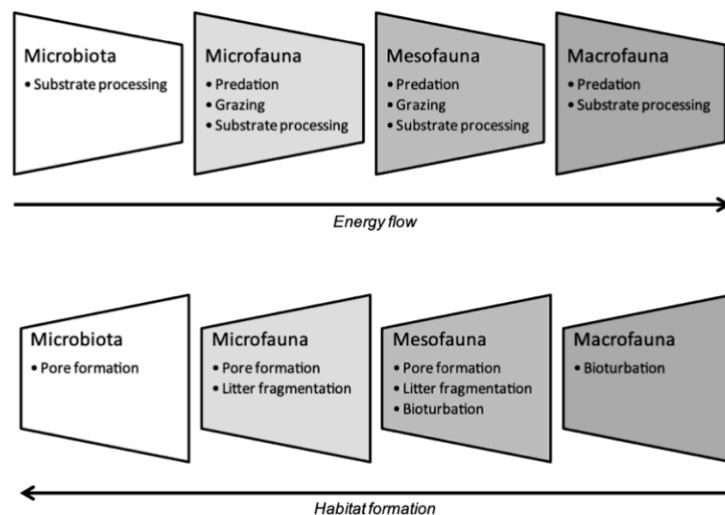 Microbiota
• Substrate processing
Microfauna
• Predation
• Grazing
• Substrate processing
Mesofauna
• Predation
• Grazing
• Substrate processing
Macrofauna
• Predation
• Substrate processing
Energy flow
Microbiota
• Pore formation
Microfauna
• Pore formation
• Litter fragmentation
Mesofauna
• Pore formation
• Litter fragmentation
• Bioturbation
Macrofauna
• Bioturbation
Habitat formation